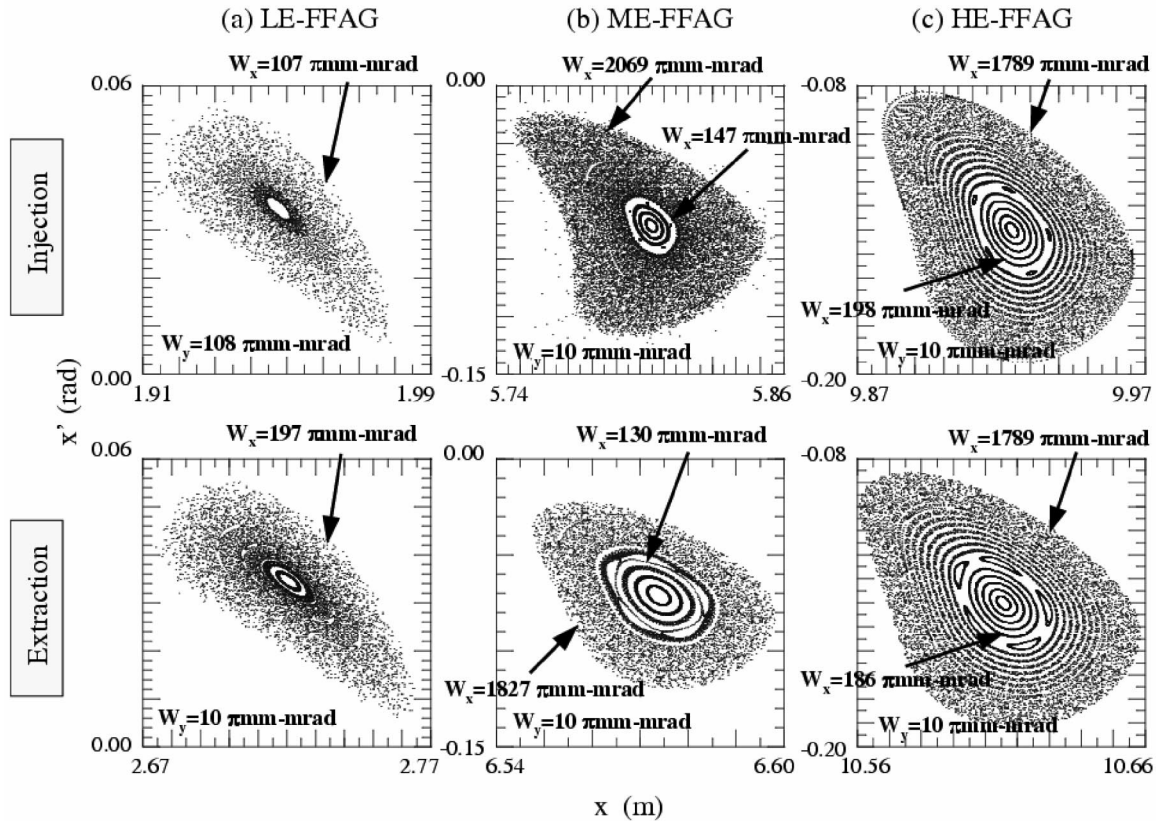 (a) LE-FFAG
(b) ME-FFAG
(c) HE-FFAG
Injection
Wx=107 πmm-mrad
0.06
Wy=108 πmm-mrad
0.00
1.91
1.99
Wx=2069 πmm-mrad
0.00
Wx=147 πmm-mrad
Wy=10 πmm-mrad
-0.15
5.74
5.86
Wx=1789 πmm-mrad
-0.08
Wx=198 πmm-mrad
Wy=10 πmm-mrad
-0.20
9.87
9.97
x' (rad)
Extraction
Wx=197 πmm-mrad
0.06
Wy=10 πmm-mrad
0.00
2.67
2.77
Wx=130 πmm-mrad
0.00
Wx=1827 πmm-mrad
Wy=10 πmm-mrad
-0.15
6.54
6.60
Wx=1789 πmm-mrad
-0.08
Wx=186 πmm-mrad
Wy=10 πmm-mrad
-0.20
10.56
10.66
x (m)